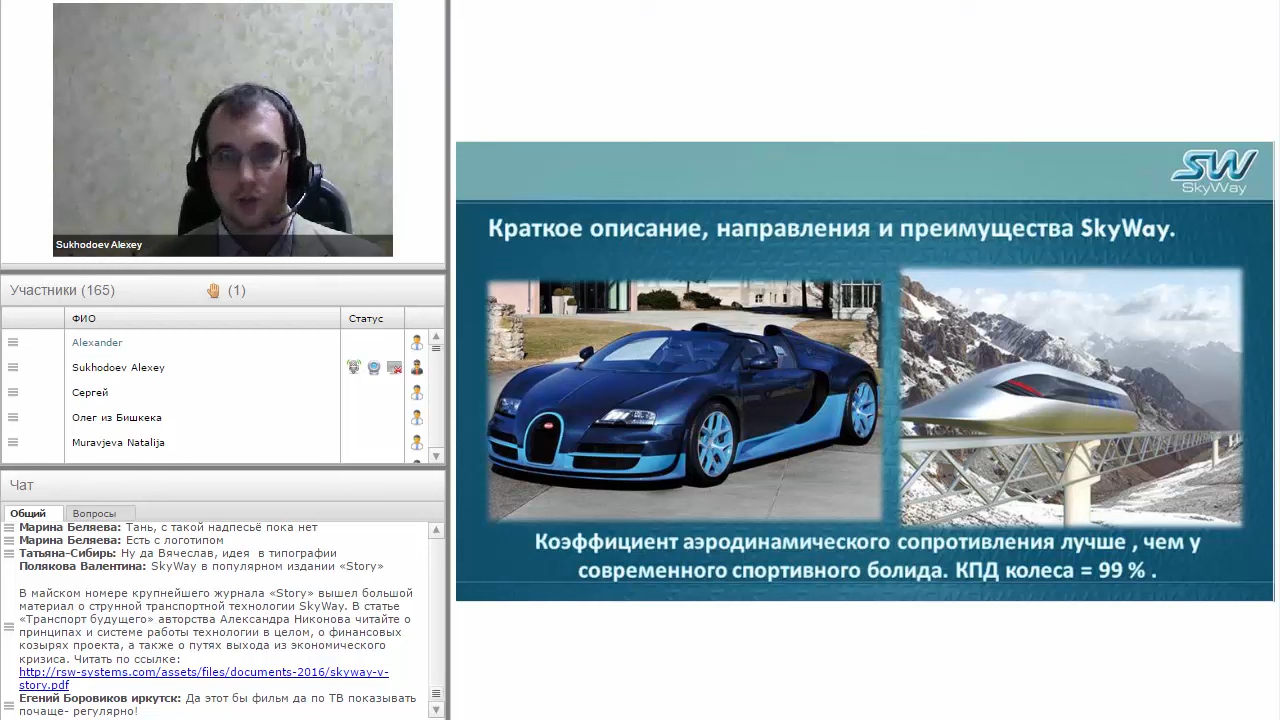 Sukhodoev Alexey
Участники (165)
(1)
ФИО
Статус
Alexander
Sukhodoev Alexey
Сергей
Олег из Бишкека
Muravjeva Natalija
Чат
Общий
Вопросы
Марина Беляева: Тань, с такой надпесьё пока нет
Марина Беляева: Есть с логотипом
Татьяна-Сибирь: Ну да Вячеслав, идея в типографии
Полякова Валентина: SkyWay в популярном издании «Story»
В майском номере крупнейшего журнала «Story» вышел большой
материал о струнной транспортной технологии SkyWay. В статье
«Транспорт будущего» авторства Александра Никонова читайте о
принципах и системе работы технологии в целом, о финансовых
козырях проекта, а также о путях выхода из экономического
кризиса. Читать по ссылке:
http://rsw-systems.com/assets/files/documents-2016/skyway-v-
story.pdf
Егений Боровиков иркутск: Да этот бы фильм да по ТВ показывать
почаще- регулярно!
SW
SkyWay
Краткое описание, направления и преимущества SkyWay.
Коэффициент аэродинамического сопротивления лучше , чем у
современного спортивного болида. КПД колеса = 99 % .